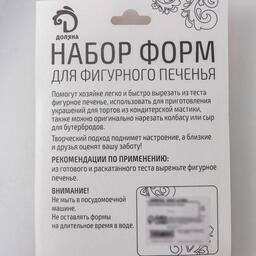 ДОЛЯНА
НАБОР ФОРМ
ДЛЯ ФИГУРНОГО ПЕЧЕНЬЯ
Помогут хозяйке легко и быстро вырезать из теста
фигурное печенье, использовать для приготовления
украшений для тортов из кондитерской мастики,
также можно оригинально нарезать колбасу или сыр
для бутербродов.
Творческий подход поднимет настроение, а близкие
и друзья оценят вашу заботу!
РЕКОМЕНДАЦИИ ПО ПРИМЕНЕНИЮ:
из готового и раскатанного теста вырежьте фигурное
печенье.
ВНИМАНИЕ!
Не мыть в посудомоечной
машине.
Не оставлять формы
на длительное время в воде.